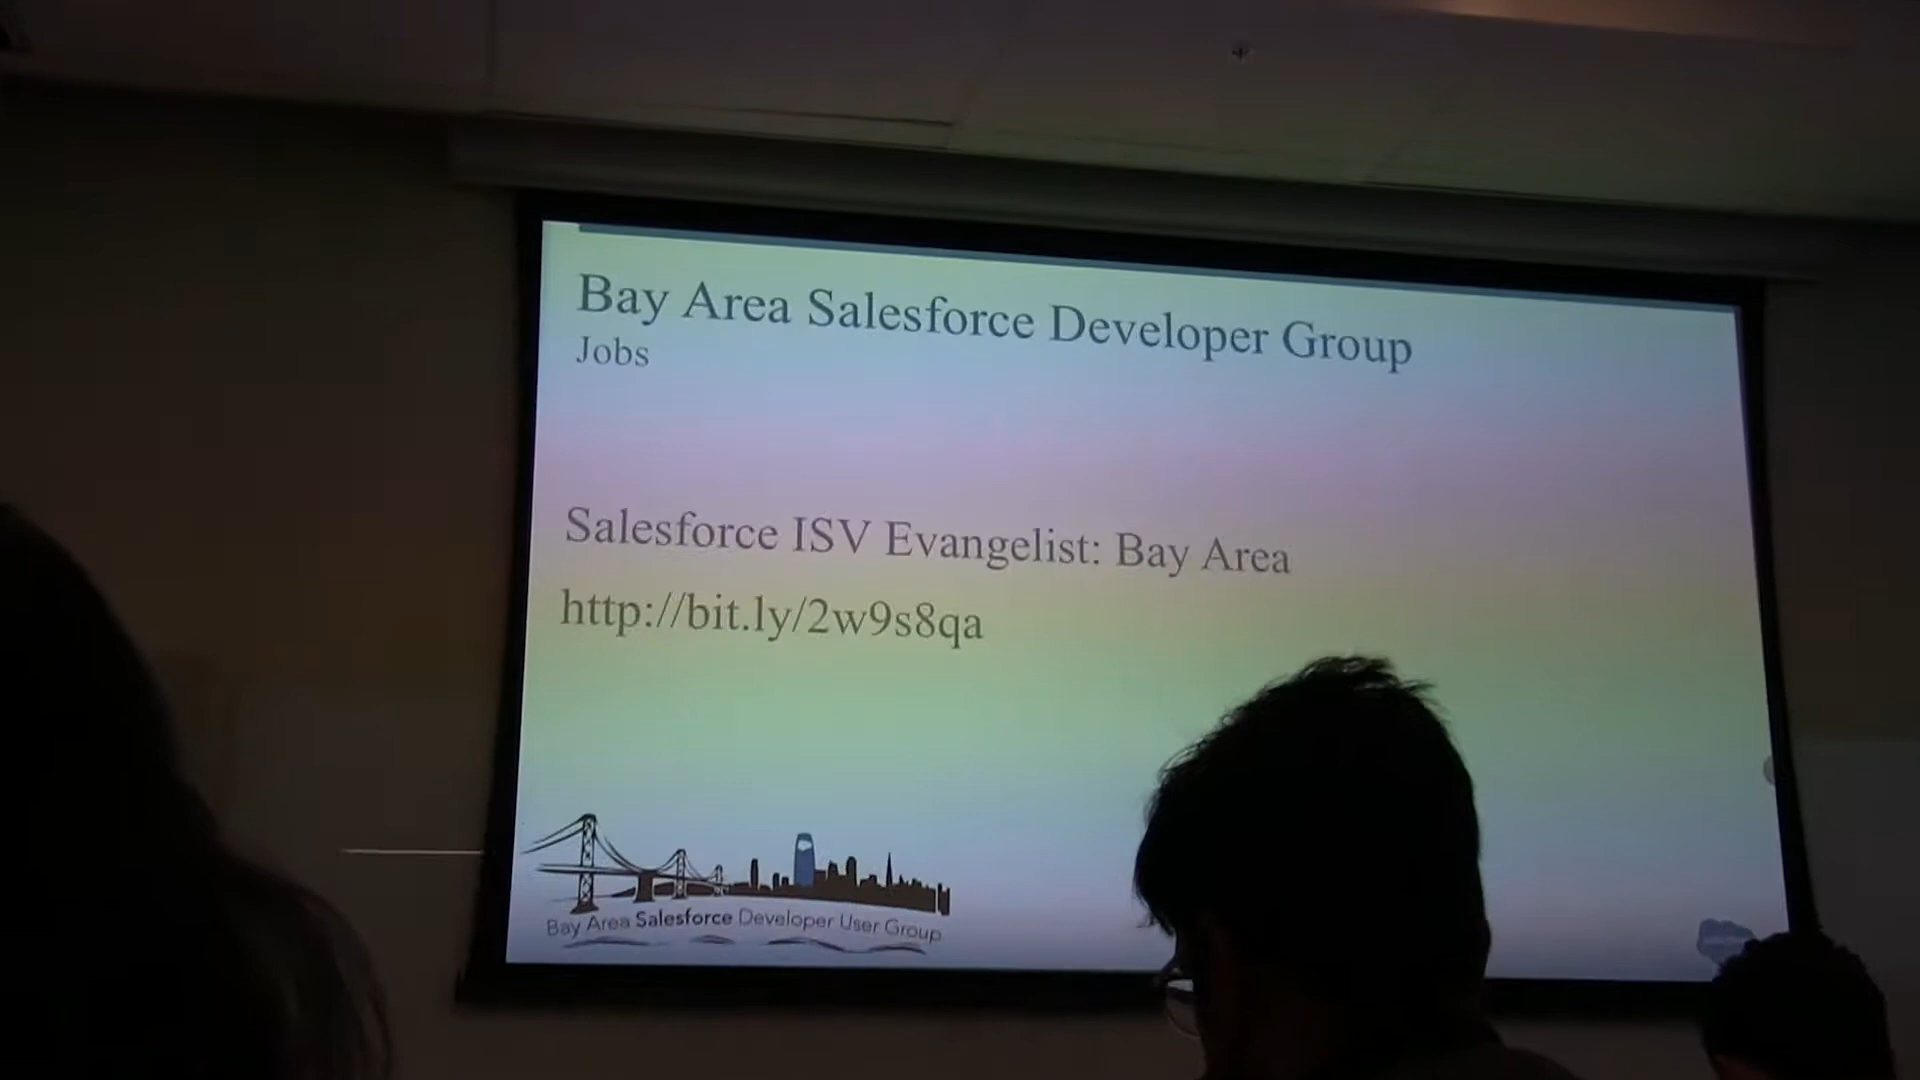 Bay Area Salesforce Developer Group
Jobs
Salesforce ISV Evangelist: Bay Area
http://bit.ly/2w9s8qa
Bay Area Salesforce Developer User Group